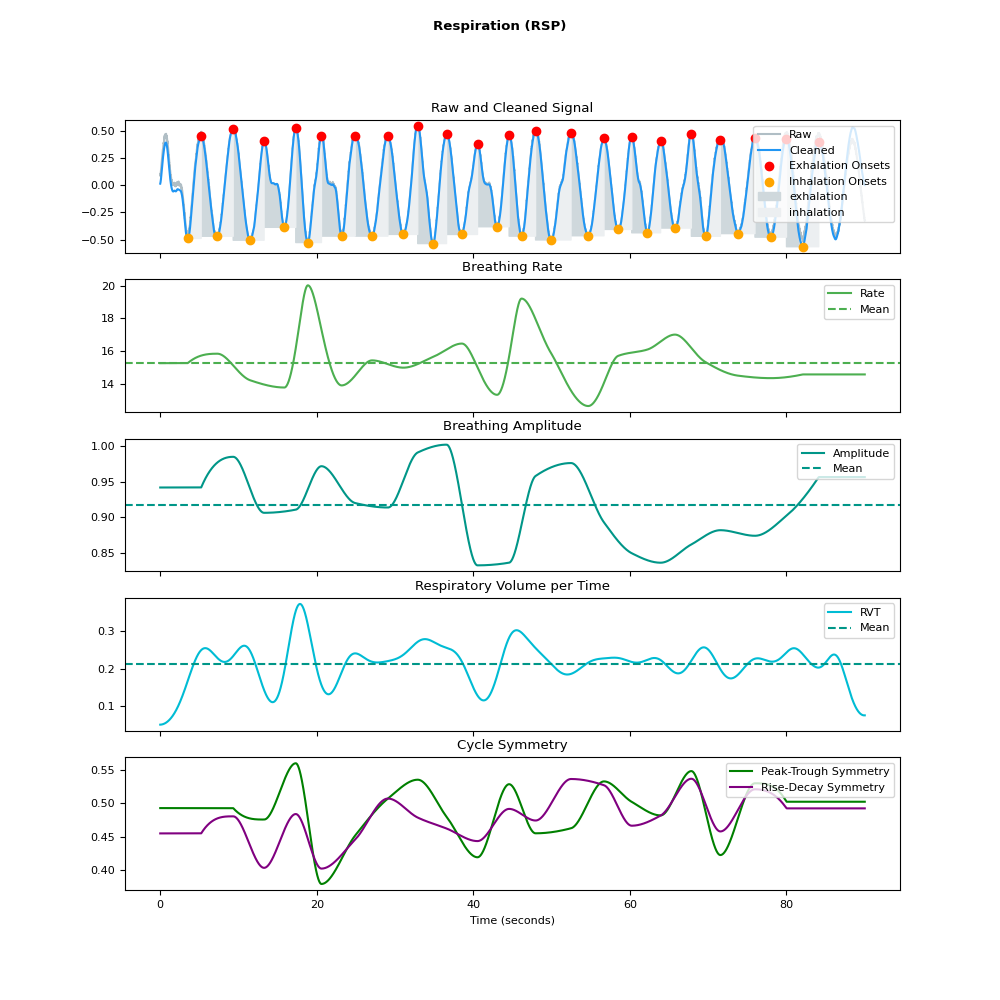 Respiration (RSP)
Raw and Cleaned Signal
0.50
0.25
0.00
−0.25
−0.50
Raw
Cleaned
Exhalation Onsets
Inhalation Onsets
exhalation
inhalation
Breathing Rate
20
18
16
14
Rate
Mean
Breathing Amplitude
1.00
0.95
0.90
0.85
Amplitude
Mean
Respiratory Volume per Time
0.3
0.2
0.1
RVT
Mean
Cycle Symmetry
0.55
0.50
0.45
0.40
Peak-Trough Symmetry
Rise-Decay Symmetry
0 20 40 60 80
Time (seconds)